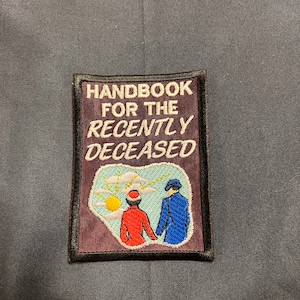 HANDBOOK
FOR THE
RECENTLY
DECEASED